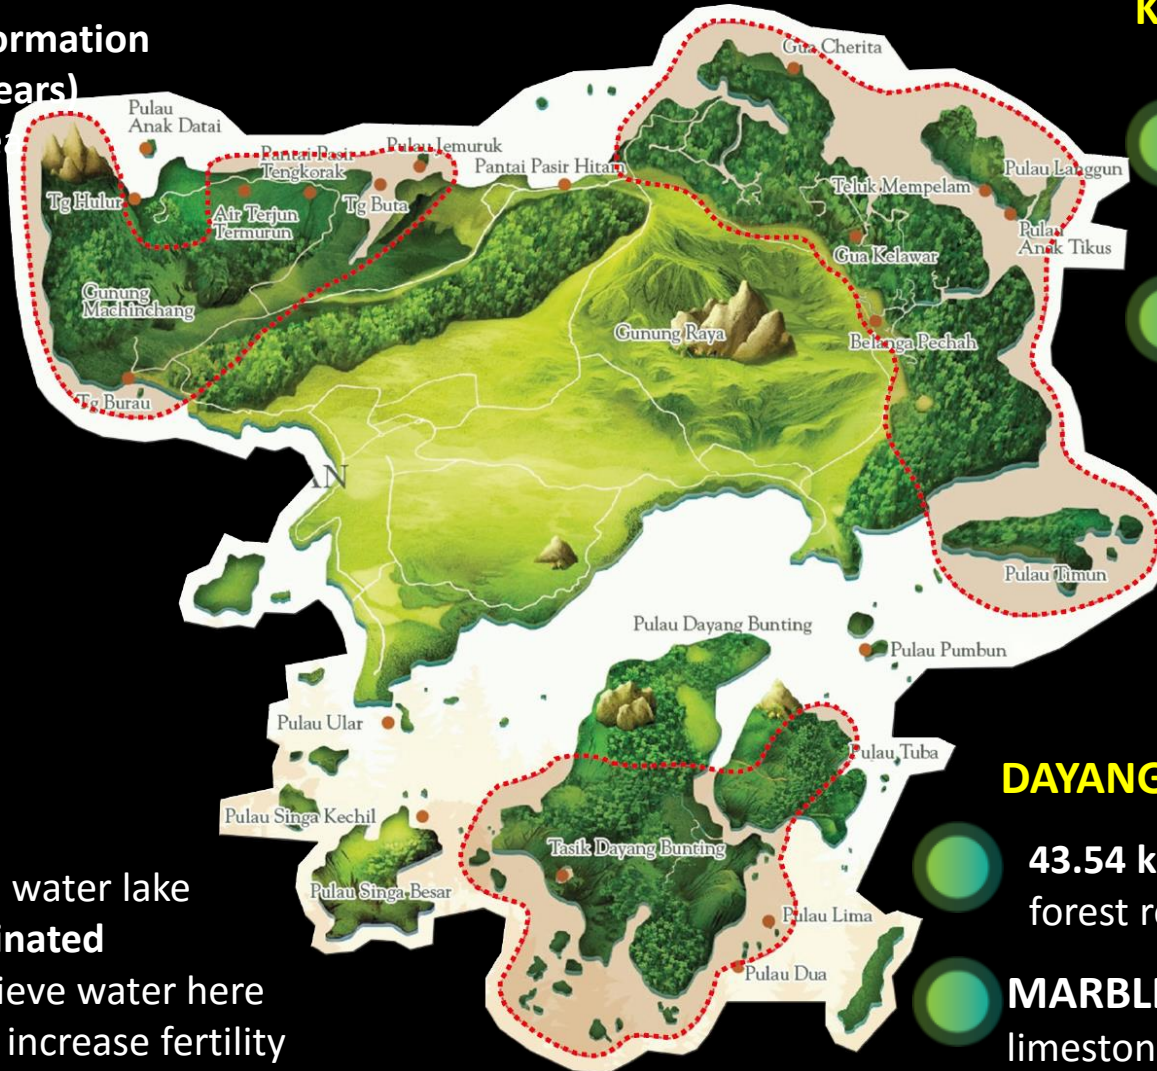 ormation
ears)
K
Pulau
Anak Datai
Gua Cherita
Pantai Pasir
Tengkorak
Pulau Jemuruk
Pantai Pasir Hitam
Tg Hulur
Air Terjun
Termurun
Tg Buta
Teluk Mempelam
Pulau Langgun
Pulau
Anak Tikus
Gua Kelawar
Gunung
Machinchang
Gunung Raya
Belanga Pechah
Tg Burau
AN
Pulau Timun
Pulau Dayang Bunting
Pulau Pumbun
Pulau Ular
Pulau Tuba
DAYANG
Pulau Singa Kechil
Tasik Dayang Bunting
43.54 k
forest re
Pulau Singa Besar
Pulau Lima
Pulau Dua
water lake
inated
ieve water here
increase fertility
MARBLE
limeston